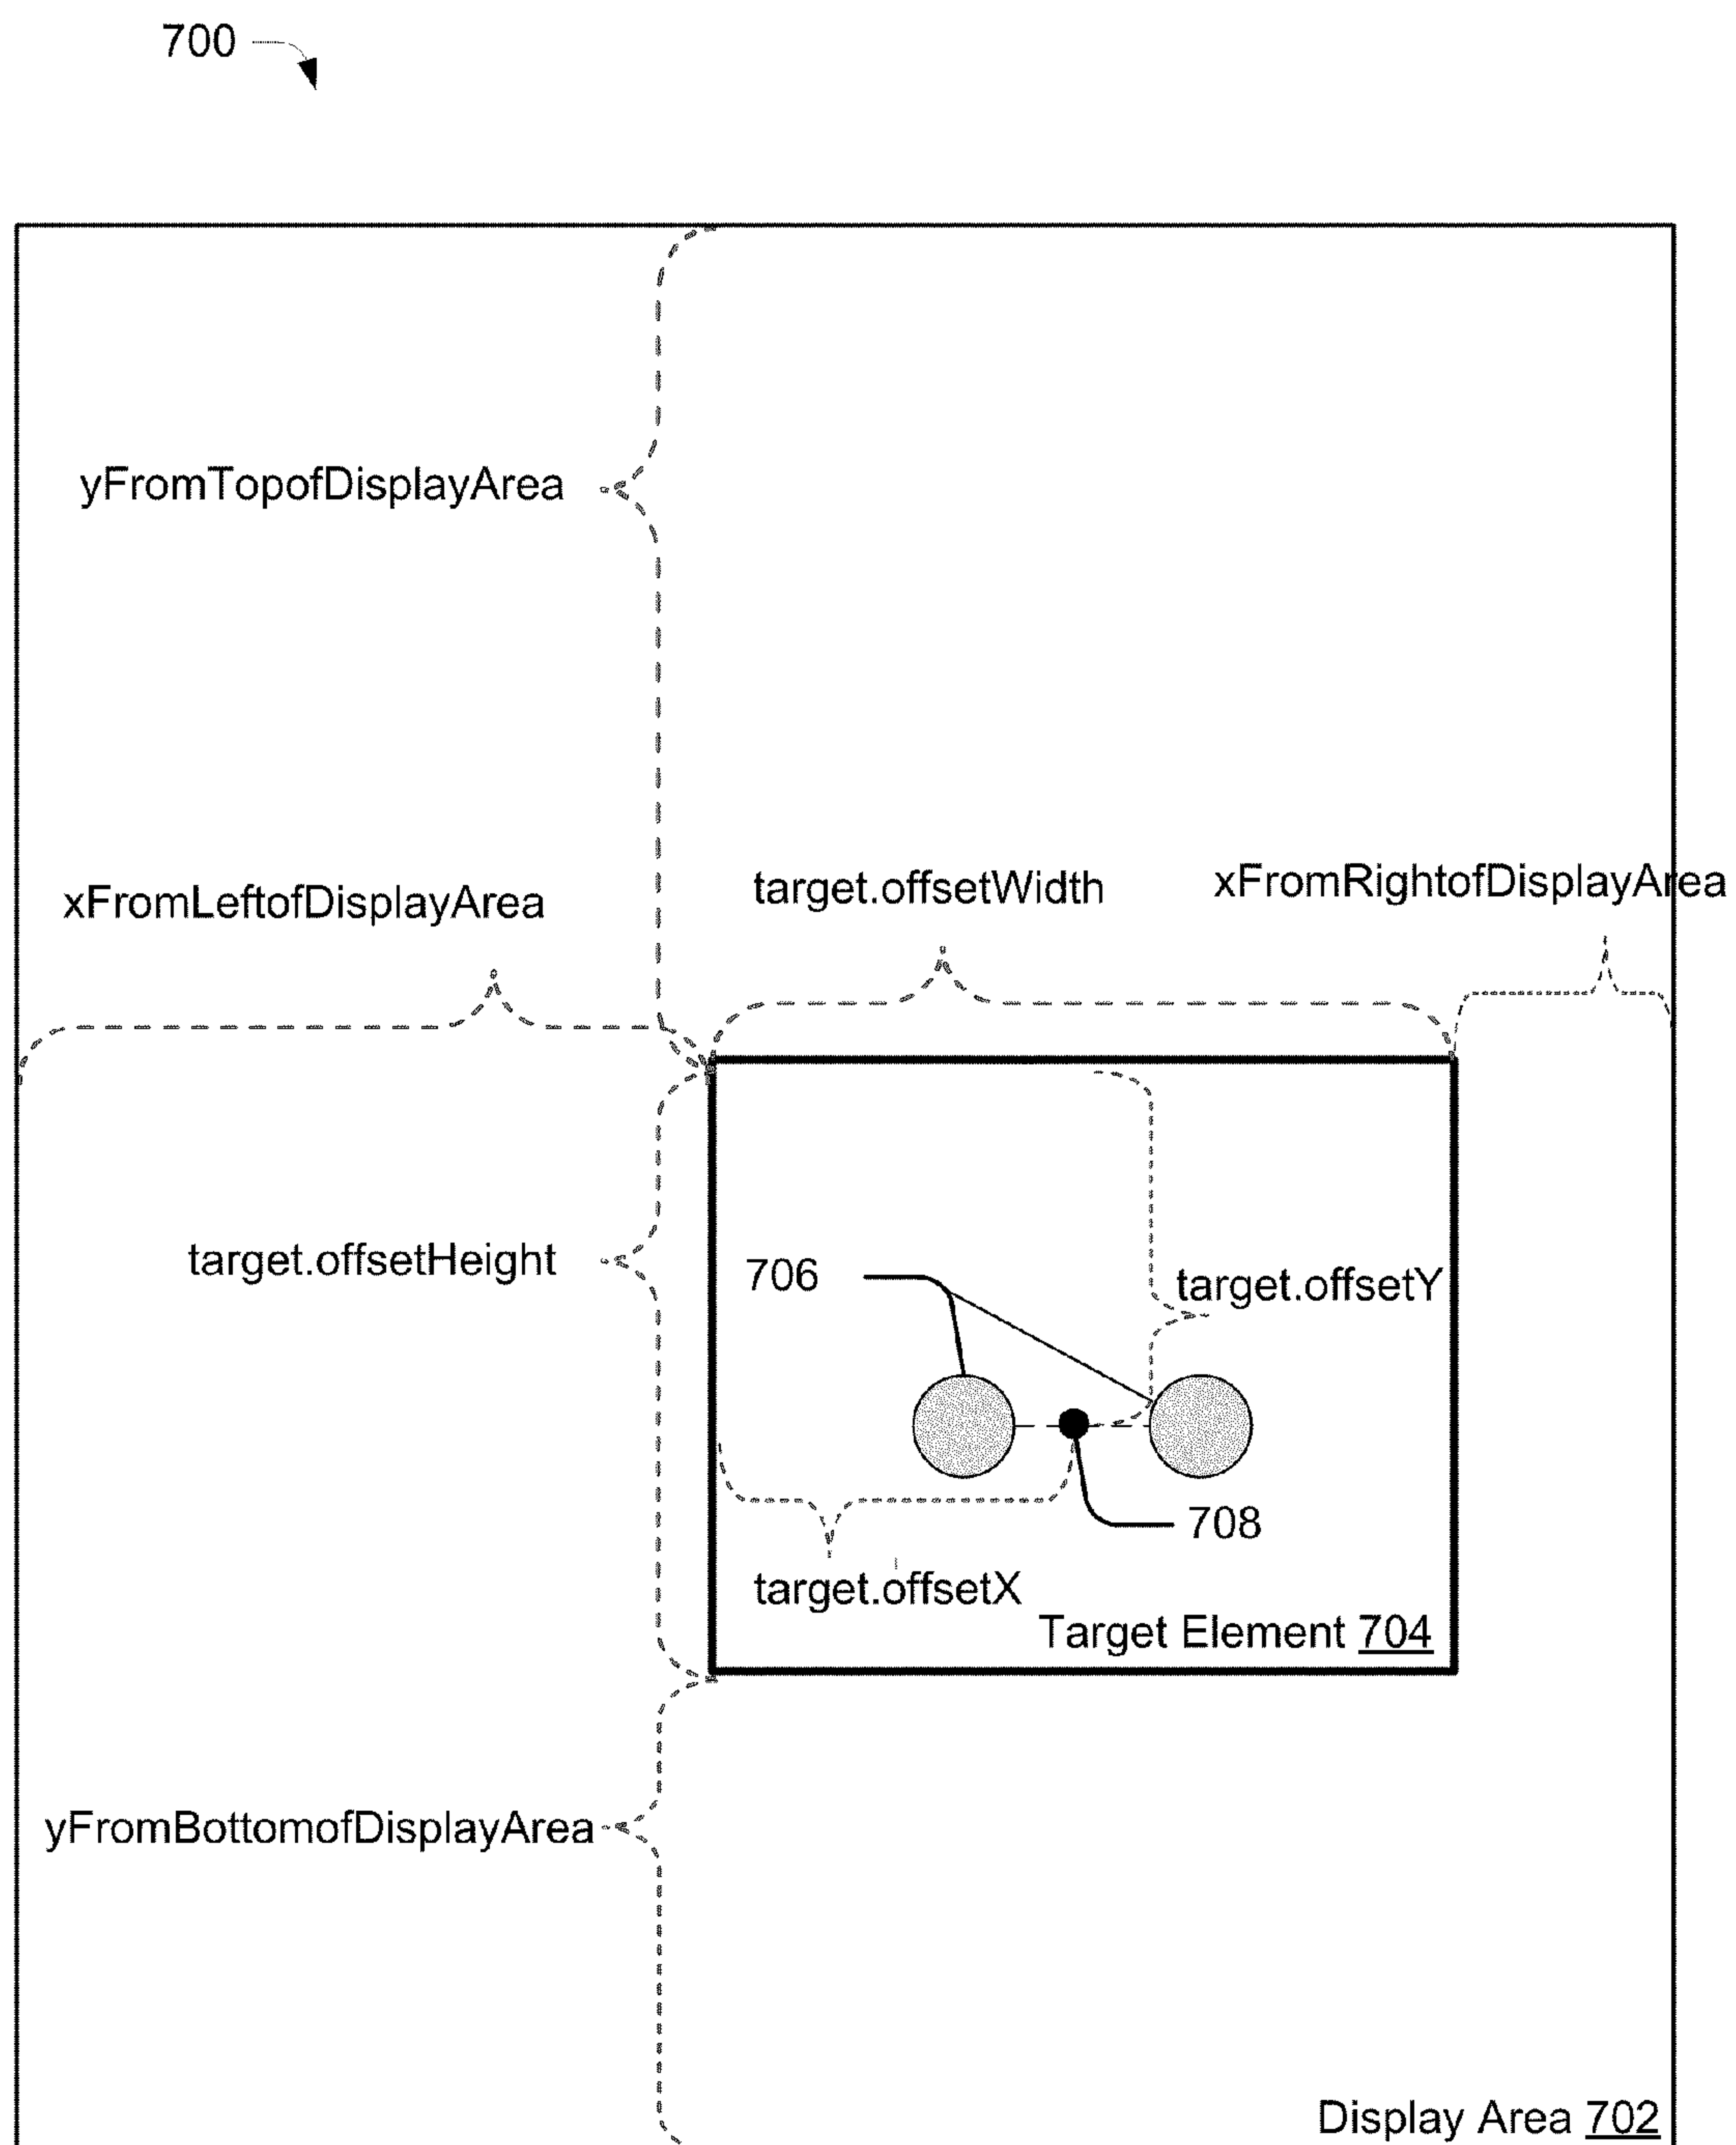 700
yFromTopofDisplayArea
xFromLeftofDisplayArea
target.offsetWidth
xFromRightofDisplayArea
target.offsetHeight
706
target.offsetY
708
target.offsetX
Target Element 704
yFromBottomofDisplayArea
Display Area 702